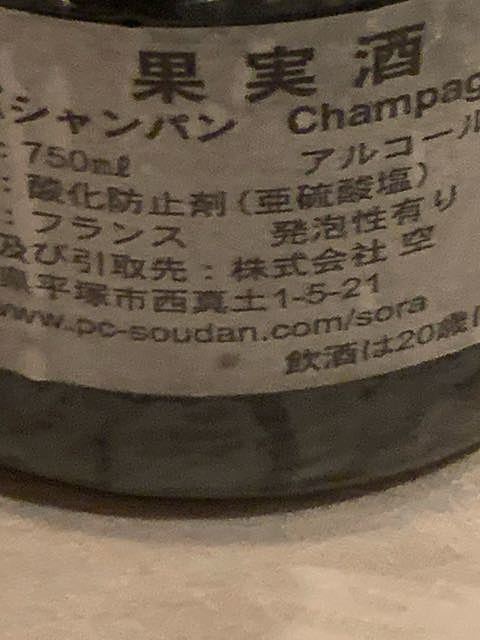 果実酒
シャンパン Champag
：750mℓ アルコール
：酸化防止剤（亜硫酸塩）
：フランス 発泡性有り
及び引取先：株式会社 空
県平塚市西真土1-5-21
www.pc-soudan.com/sora
飲酒は20歳